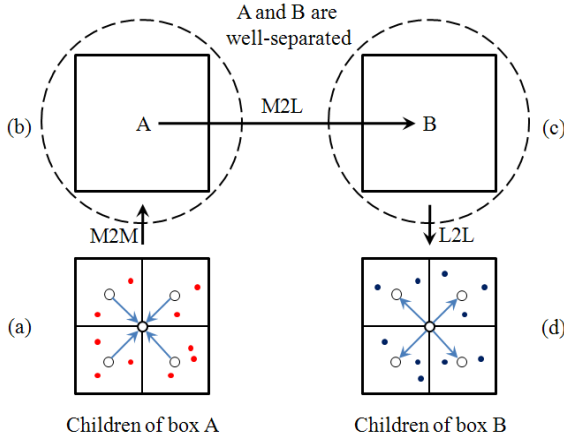 A and B are
well-separated
(b)
A
M2L
B
(c)
M2M
L2L
(a)
(d)
Children of box A
Children of box B